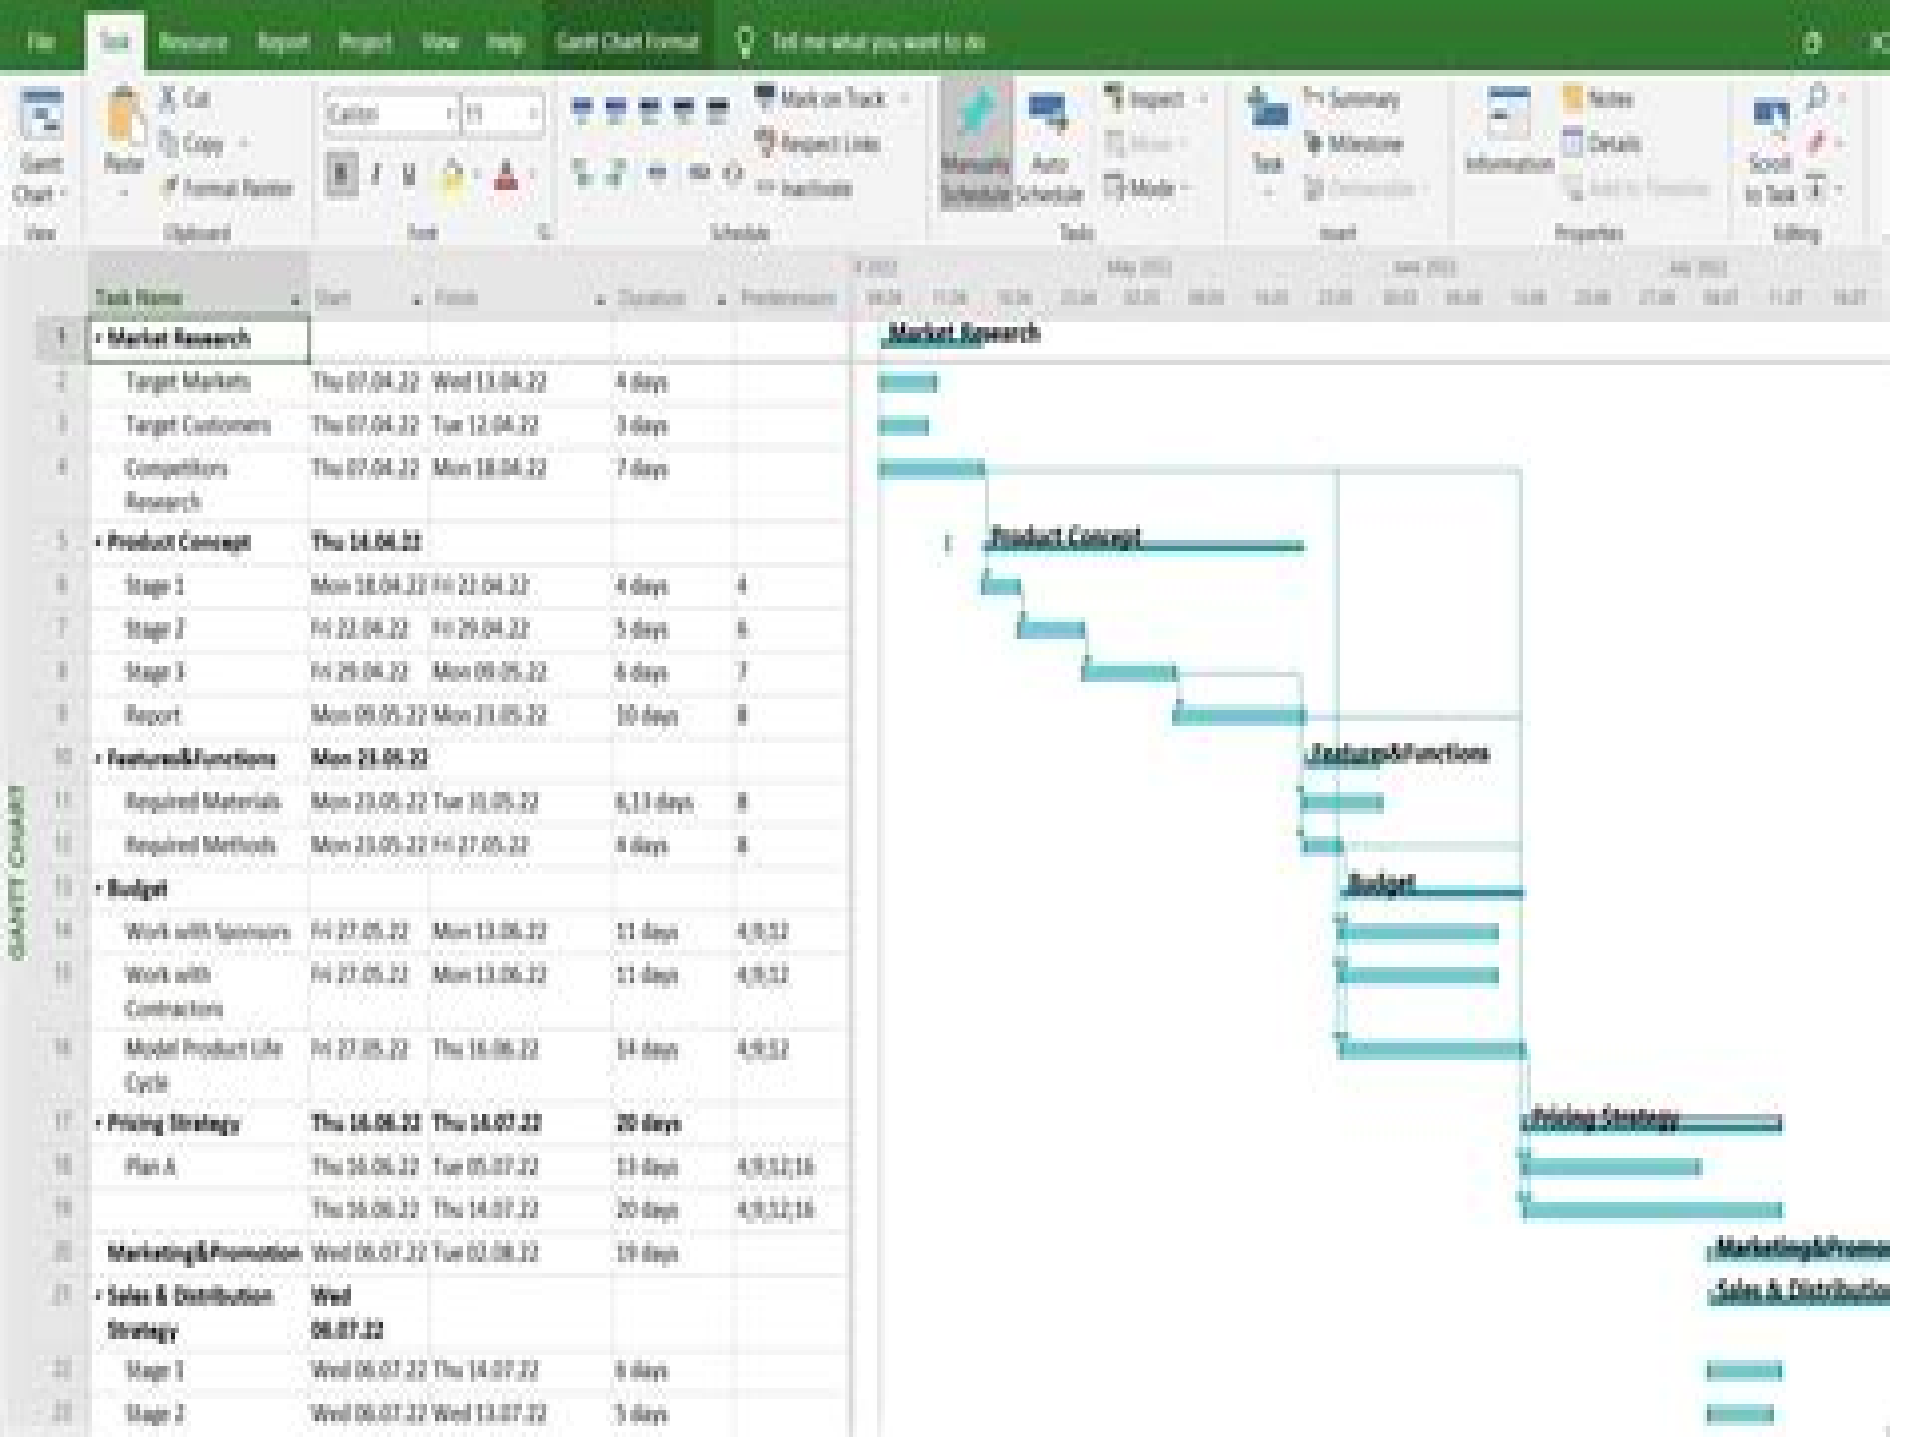 File Task Resource Report Project View Help Gantt Chart Format Tell me what you want to do
Gantt Chart
View
Paste
Cut
Copy
Format Painter
Clipboard
Calibri 11
B I U
Font
Mark on Track
Respect Links
Inactivate
Schedule
Manually Schedule
Auto Schedule
Inspect
Move
Mode
Tasks
Task
Summary
Milestone
Deliverable
Insert
Information
Notes
Details
Add to Timeline
Properties
Scroll to Task
Editing
May 2022
Task Name Start Finish Duration Predecessors
1 Market Research
2 Target Markets Thu 07.04.22 Wed 13.04.22 4 days
3 Target Customers Thu 07.04.22 Tue 12.04.22 3 days
4 Competitors Thu 07.04.22 Mon 18.04.22 7 days
Research
5 Product Concept Thu 14.04.22
6 Stage 1 Mon 18.04.22 Fri 22.04.22 4 days 4
7 Stage 2 Fri 22.04.22 Fri 29.04.22 5 days 6
8 Stage 3 Fri 29.04.22 Mon 09.05.22 6 days 7
9 Report Mon 09.05.22 Mon 23.05.22 10 days 8
10 Features&Functions Mon 23.05.22
11 Required Materials Mon 23.05.22 Tue 31.05.22 6,13 days 8
12 Required Methods Mon 23.05.22 Fri 27.05.22 4 days 8
13 Budget
14 Work with Sponsors Fri 27.05.22 Mon 13.06.22 11 days 4,9,12
15 Work with Fri 27.05.22 Mon 13.06.22 11 days 4,9,12
Contractors
16 Model Product Life Fri 27.05.22 Thu 16.06.22 14 days 4,9,12
Cycle
17 Pricing Strategy Thu 16.06.22 Thu 14.07.22 20 days
18 Plan A Thu 16.06.22 Tue 05.07.22 13 days 4,9,12,16
19 Thu 16.06.22 Thu 14.07.22 20 days 4,9,12,16
20 Marketing&Promotion Wed 06.07.22 Tue 02.08.22 19 days
21 Sales & Distribution Wed
Strategy 06.07.22
22 Stage 1 Wed 06.07.22 Thu 14.07.22 6 days
23 Stage 2 Wed 06.07.22 Wed 13.07.22 5 days
GANTT CHART
Market Research
Product Concept
Features&Functions
Budget
Pricing Strategy
Marketing&Promo
Sales & Distributio